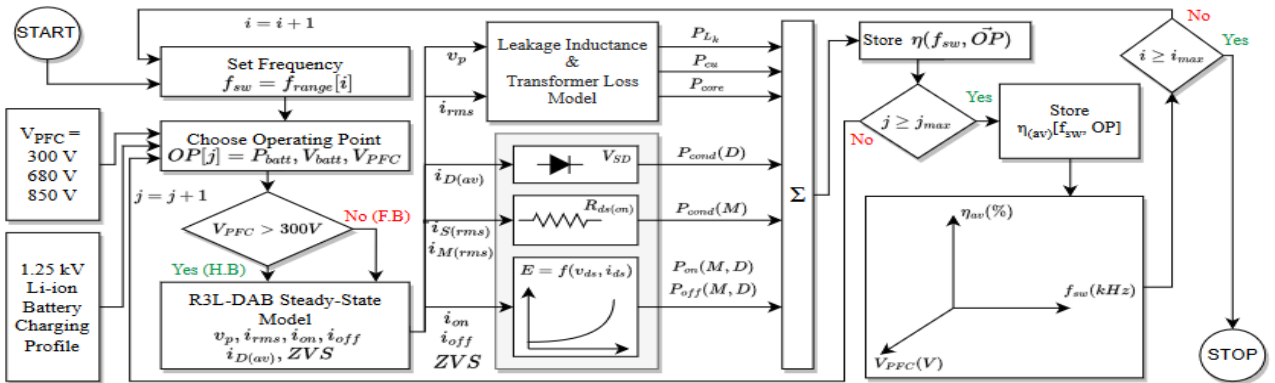 START
i = i + 1
Set Frequency
f_sw = f_range[i]
V_PFC =
300 V
680 V
850 V
Choose Operating Point
OP[j] = P_batt, V_batt, V_PFC
j = j + 1
V_PFC > 300V
No (F.B)
Yes (H.B)
1.25 kV
Li-ion
Battery
Charging
Profile
R3L-DAB Steady-State
Model
v_p, i_rms, i_on, i_off
i_D(av), ZVS
v_p
i_rms
i_D(av)
i_S(rms)
i_M(rms)
i_on
i_off
ZVS
Leakage Inductance
&
Transformer Loss
Model
V_SD
R_ds(on)
E = f(v_ds, i_ds)
P_Lk
P_cu
P_core
P_cond(D)
P_cond(M)
P_on(M, D)
P_off(M, D)
Σ
Store η(f_sw, O⃗P)
j ≥ j_max
Yes
No
Store
η_(av)[f_sw, OP]
η_av(%)
f_sw(kHz)
V_PFC(V)
i ≥ i_max
No
Yes
STOP